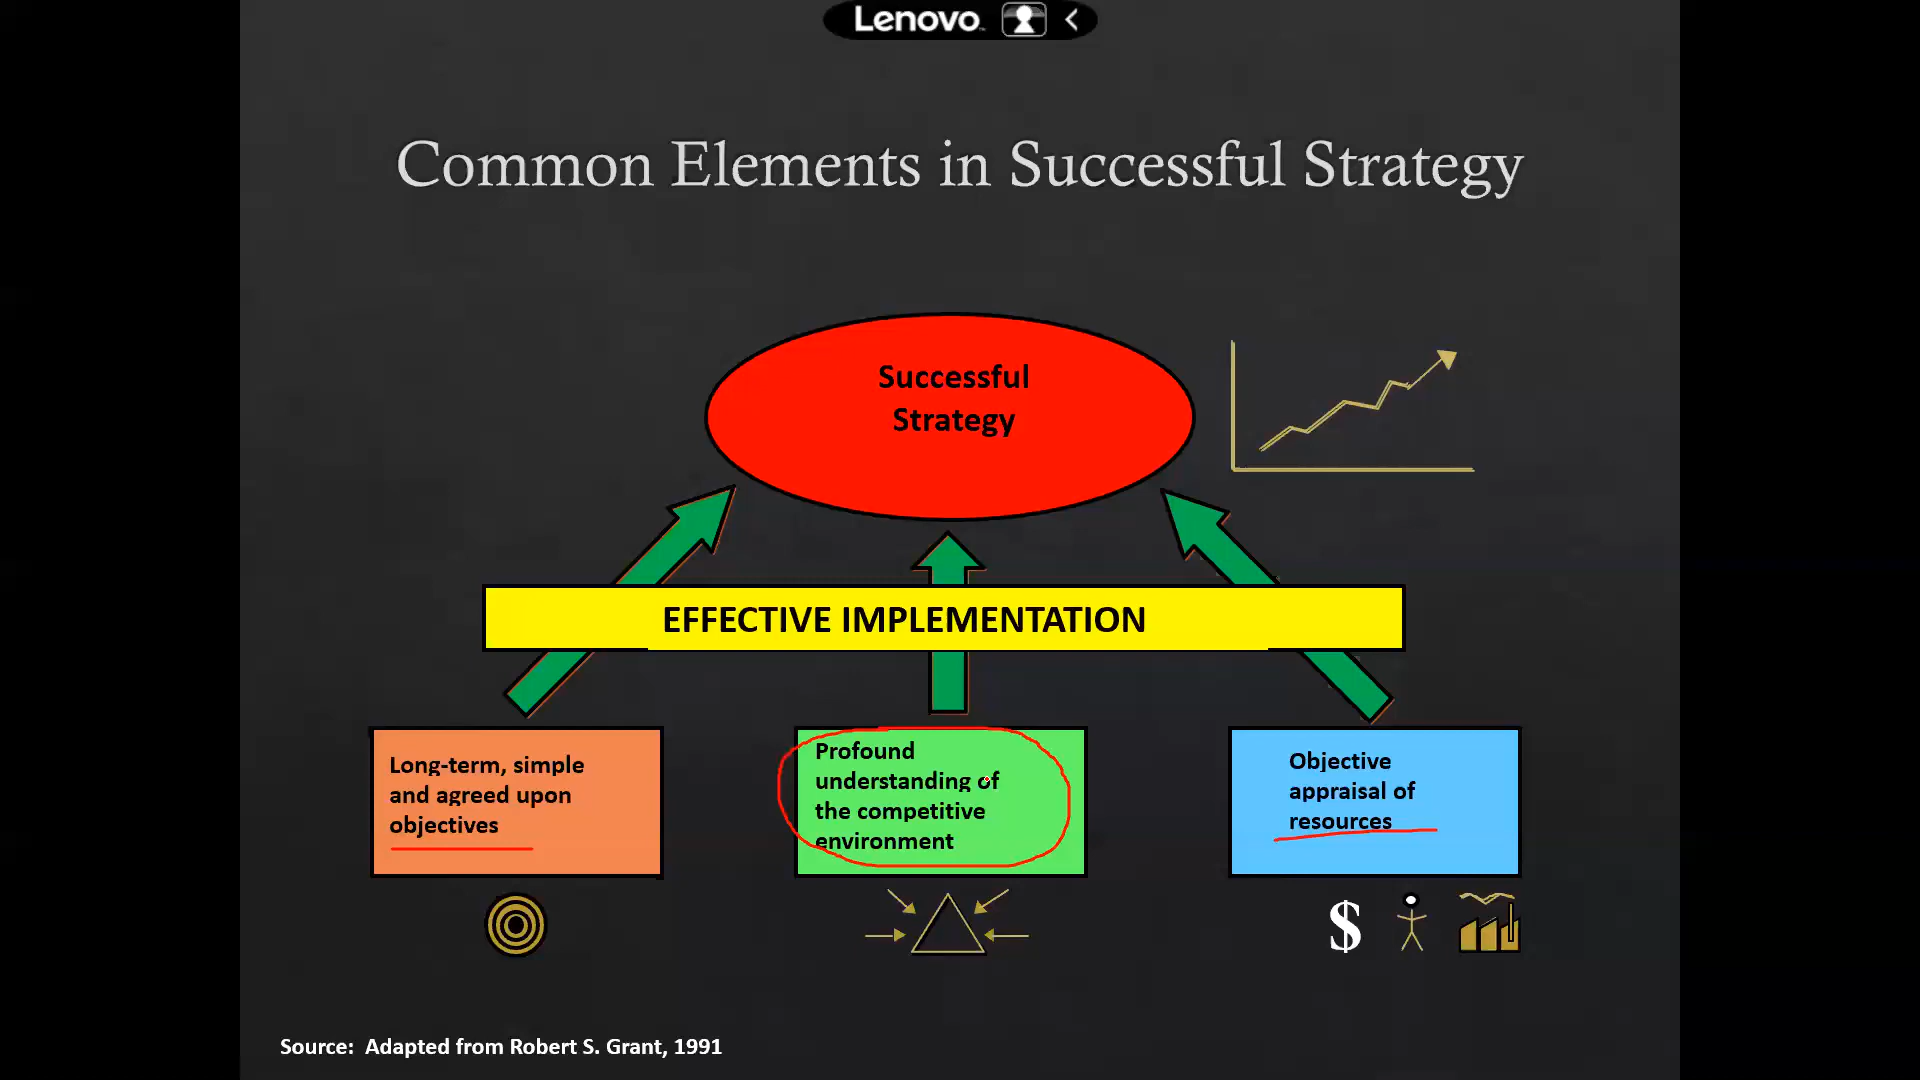 Lenovo
Common Elements in Successful Strategy
Successful
Strategy
EFFECTIVE IMPLEMENTATION
Long-term, simple
and agreed upon
objectives
Profound
understanding of
the competitive
environment
Objective
appraisal of
resources
$
Source: Adapted from Robert S. Grant, 1991